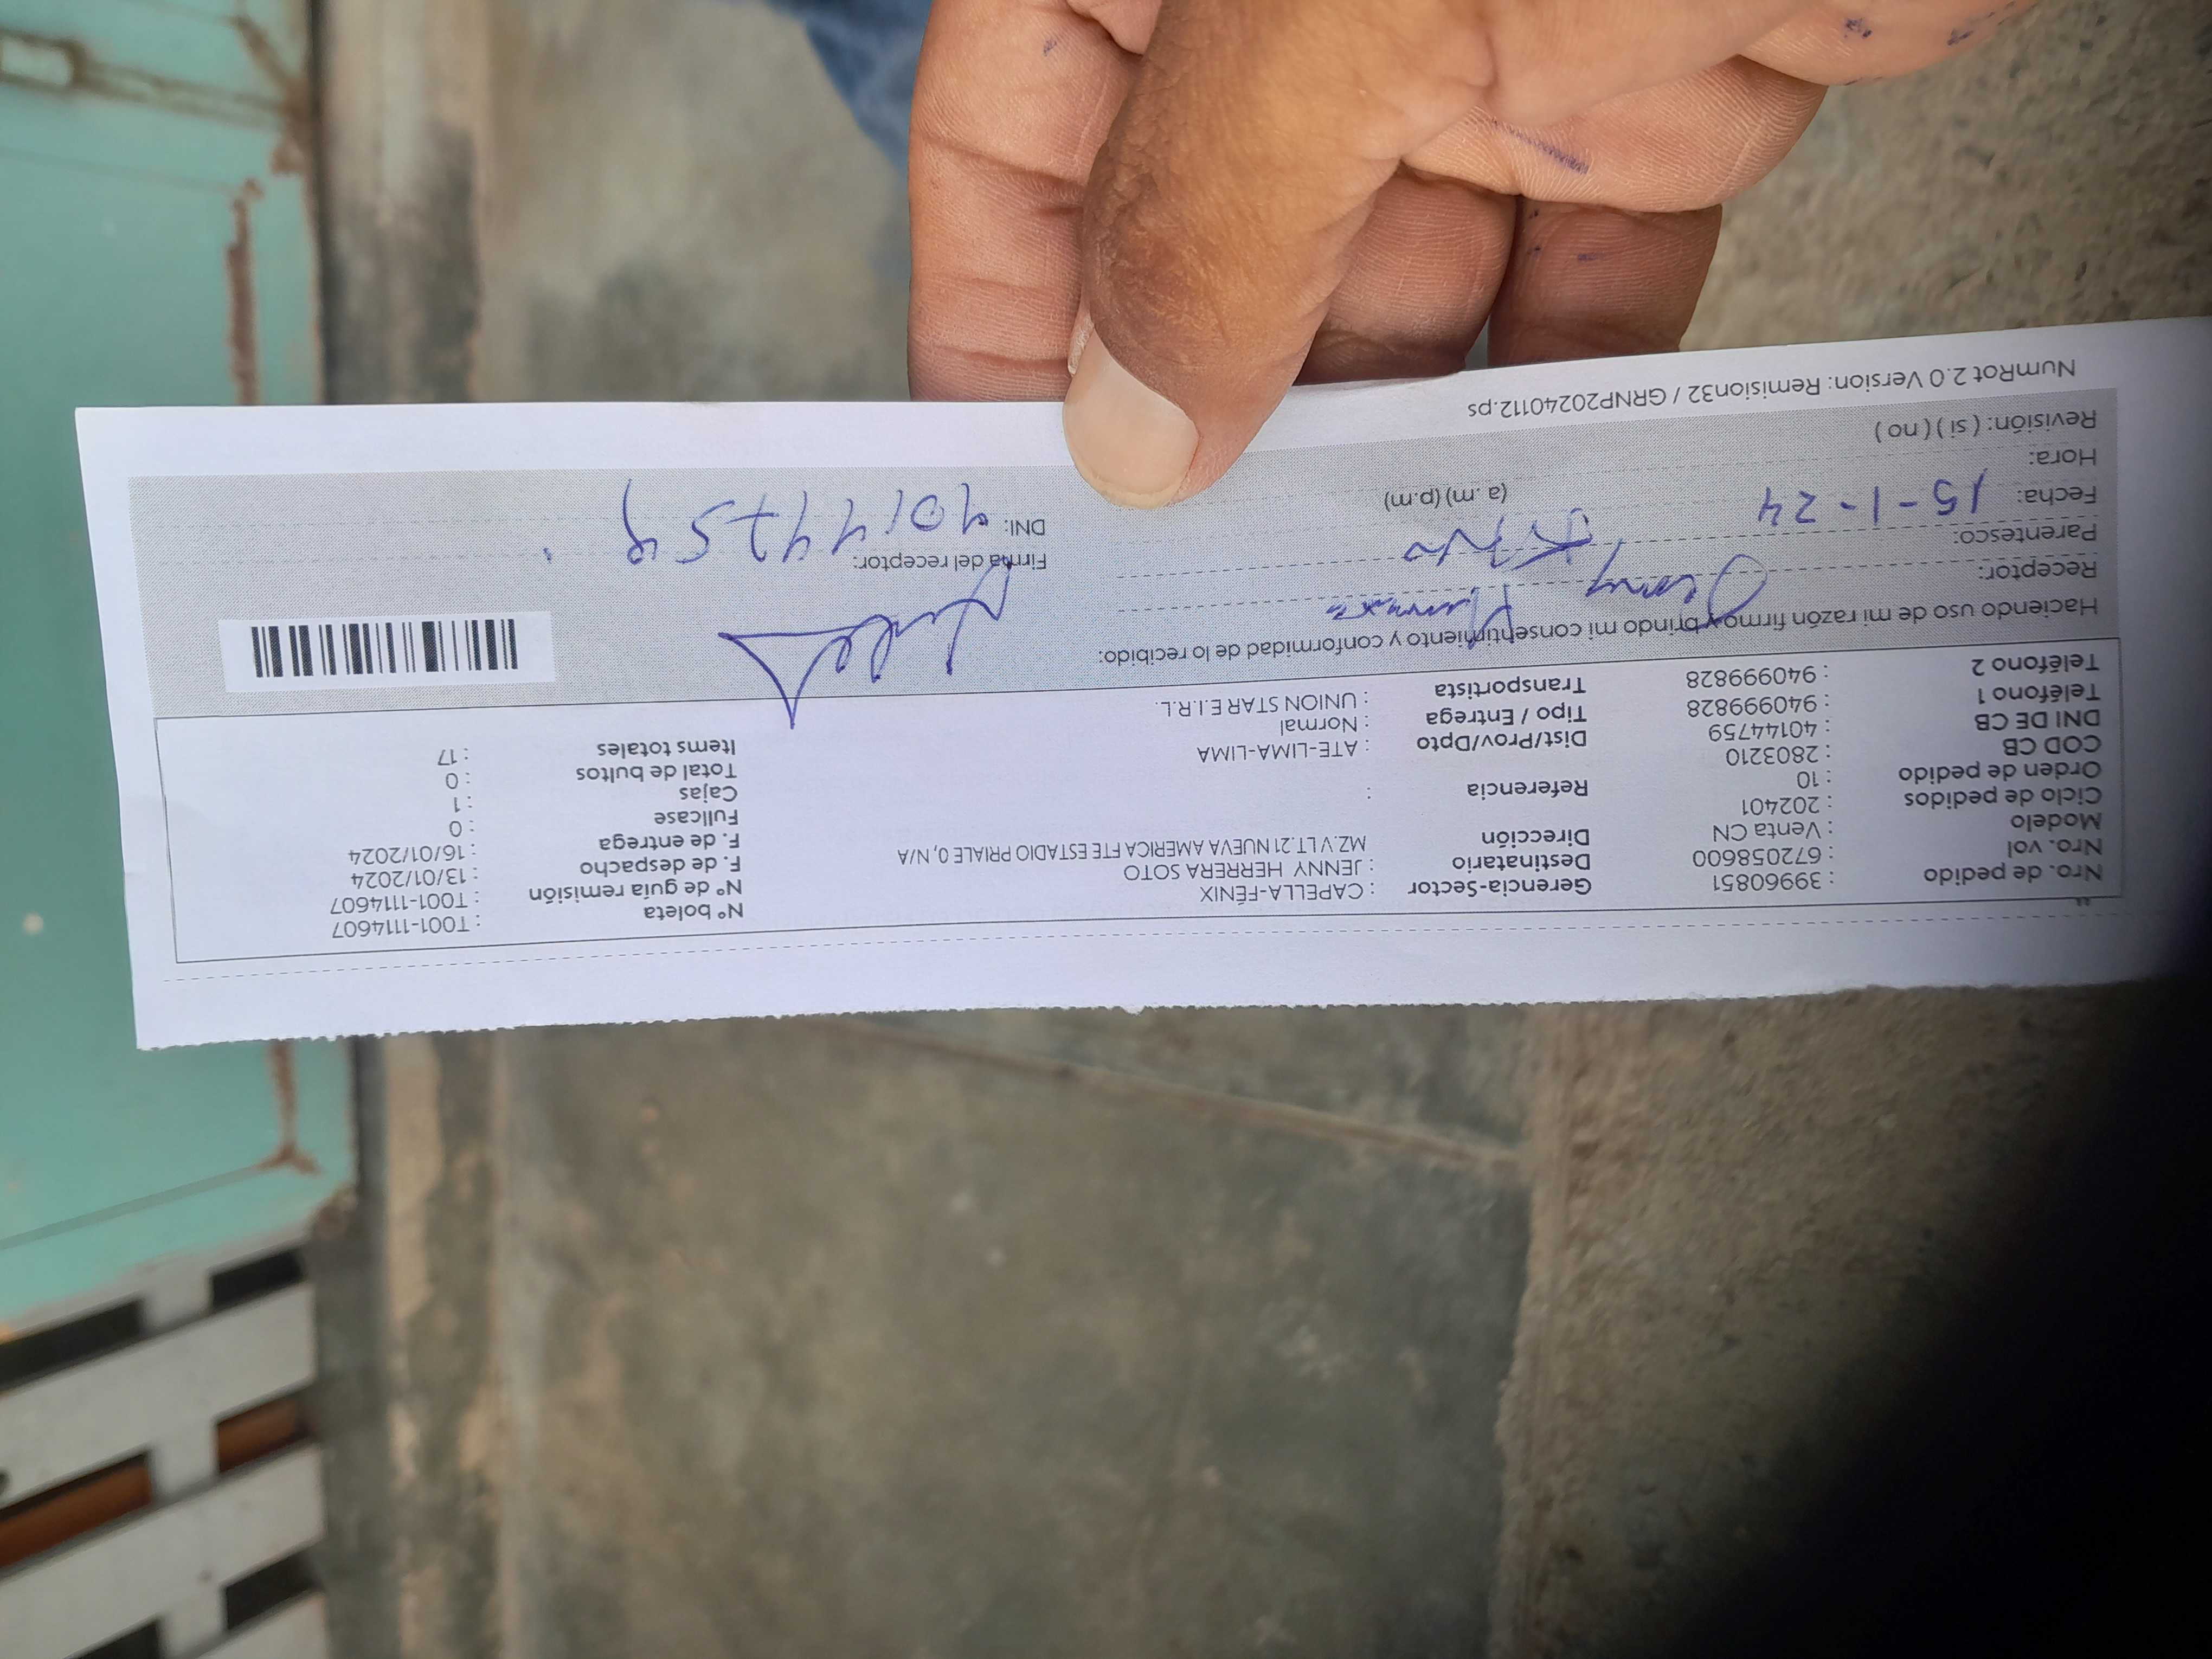 Nro. de pedido : 39960851 Gerencia-Sector : CAPELLA-FÉNIX N° boleta : T001-1114607
Nro. vol : 672058600 Destinatario : JENNY HERRERA SOTO N° de guía remisión : T001-1114607
Modelo : Venta CN Dirección MZ.V LT.21 NUEVA AMERICA FTE ESTADIO PRIALE 0, N/A F. de despacho : 13/01/2024
Ciclo de pedidos : 202401 F. de entrega : 16/01/2024
Orden de pedido : 10 Referencia : Fullcase : 0
COD CB : 2803210 Cajas : 1
DNI DE CB : 40144759 Dist/Prov/Dpto : ATE-LIMA-LIMA Total de bultos : 0
Teléfono 1 : 940999828 Tipo / Entrega : Normal Items totales : 17
Teléfono 2 : 940999828 Transportista : UNION STAR E.I.R.L.
Haciendo uso de mi razón firmo y brindo mi consentimiento y conformidad de lo recibido:
Receptor: Jenny
Parentesco: Firma del receptor:
Fecha: 15-1-24 DNI: 40144759
Hora: (a.m) (p.m)
Revisión: ( si ) ( no )
NumRot 2.0 Version: Remision32 / GRNP20240112.ps